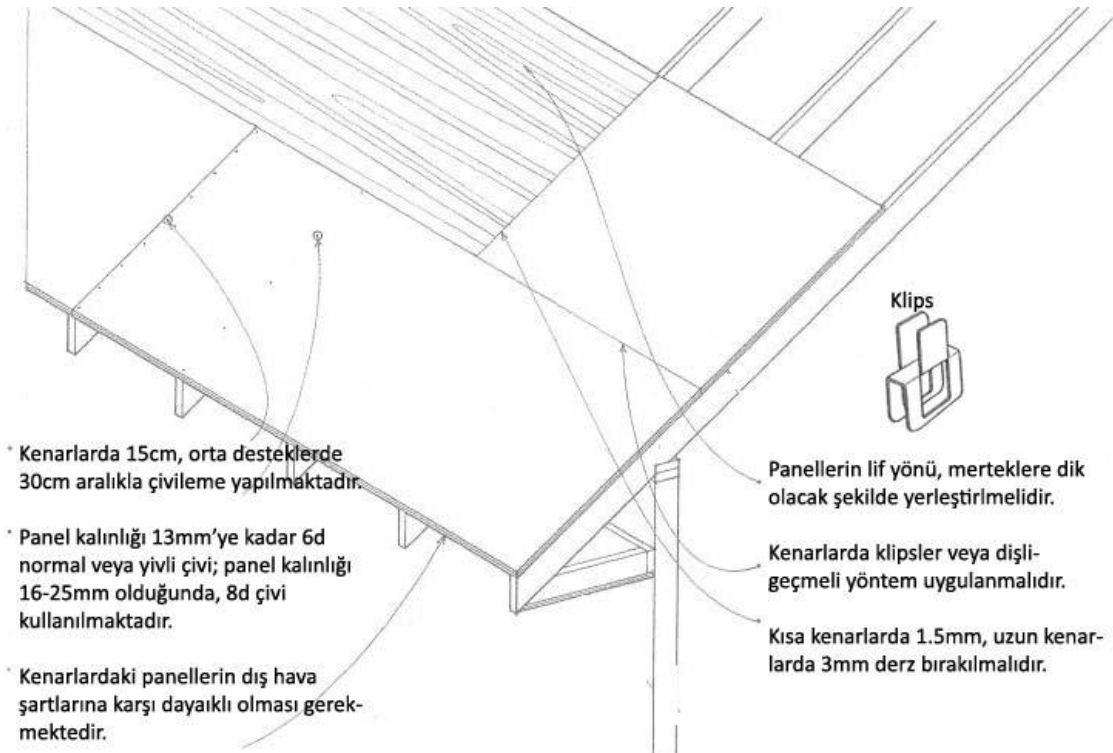 Klips
Kenarlarda 15cm, orta desteklerde
30cm aralıkla çivileme yapılmaktadır.
Panel kalınlığı 13mm’ye kadar 6d
normal veya yivli çivi; panel kalınlığı
16-25mm olduğunda, 8d çivi
kullanılmaktadır.
Kenarlardaki panellerin dış hava
şartlarına karşı dayaıklı olması gerek-
mektedir.
Panellerin lif yönü, merteklere dik
olacak şekilde yerleştirlmelidir.
Kenarlarda klipsler veya dişli-
geçmeli yöntem uygulanmalıdır.
Kısa kenarlarda 1.5mm, uzun kenar-
larda 3mm derz bırakılmalıdır.